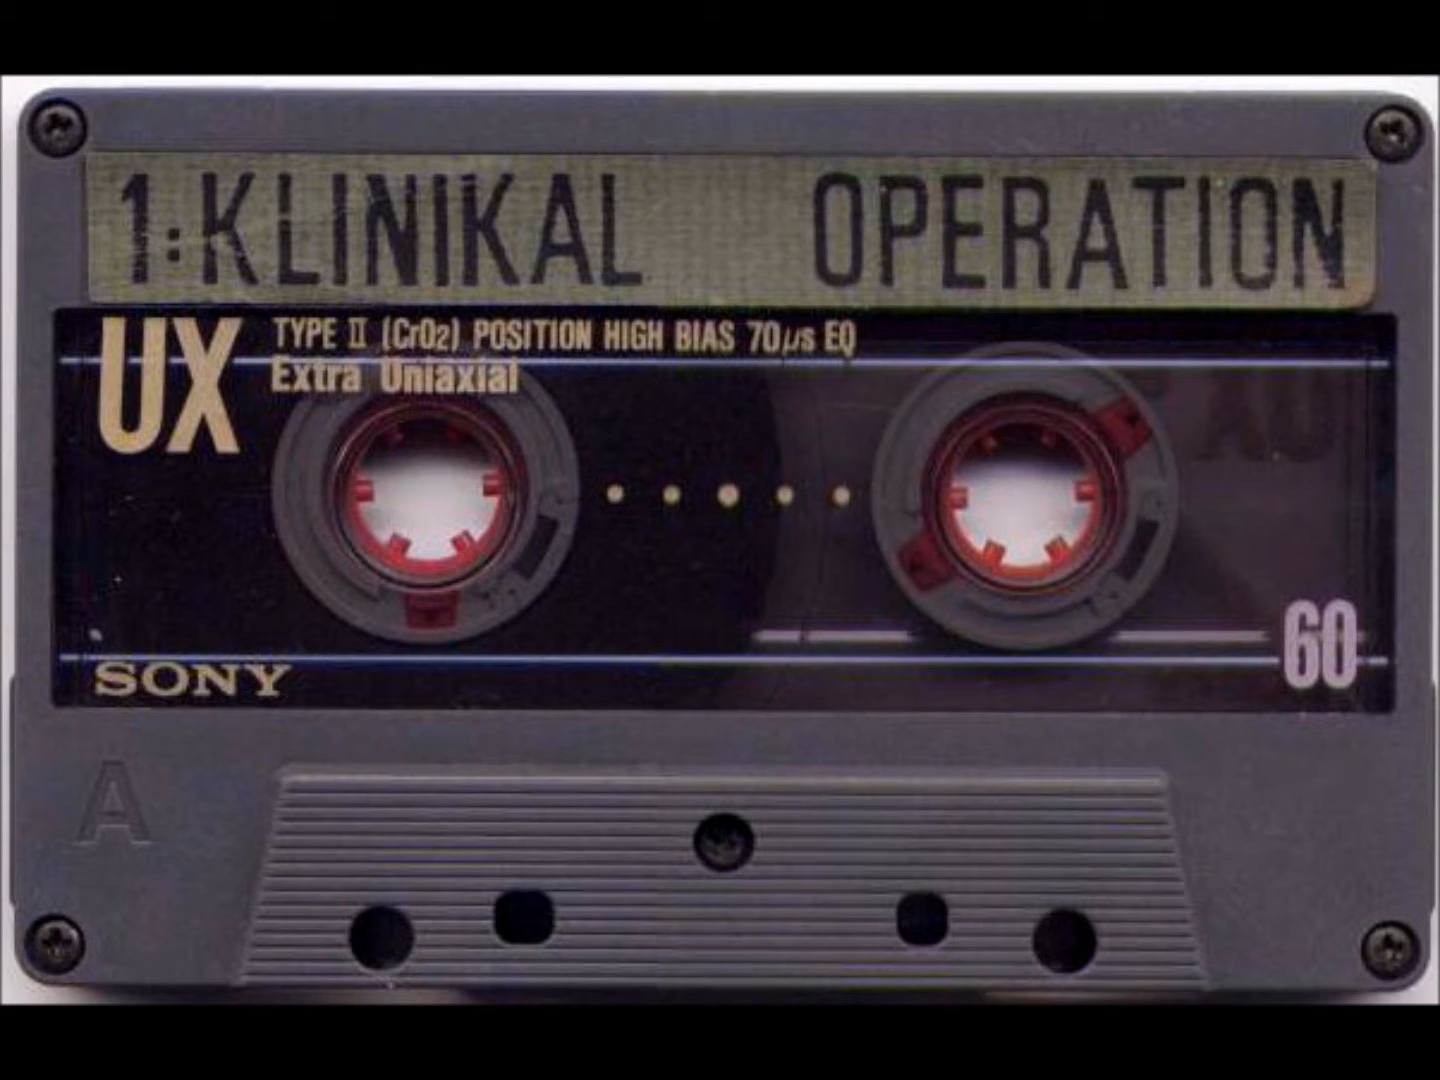 1:KLINIKAL OPERATION
UX TYPE II (CrO2) POSITION HIGH BIAS 70μs EQ
Extra Uniaxial
60
SONY
A